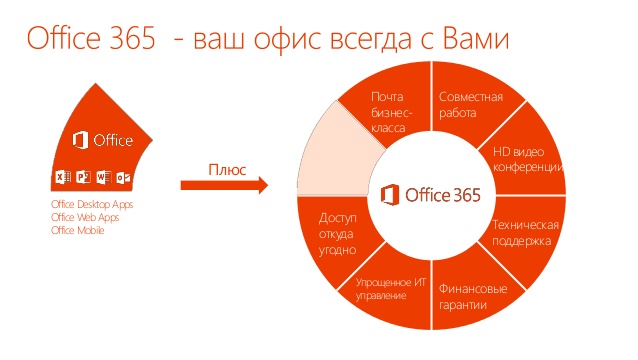 Office 365 - ваш офис всегда с Вами
Office
Office Desktop Apps
Office Web Apps
Office Mobile
Плюс
Почта
бизнес-
класса
Совместная
работа
HD видео
конференции
Техническая
поддержка
Финансовые
гарантии
Упрощенное ИТ
управление
Доступ
откуда
угодно
Office 365